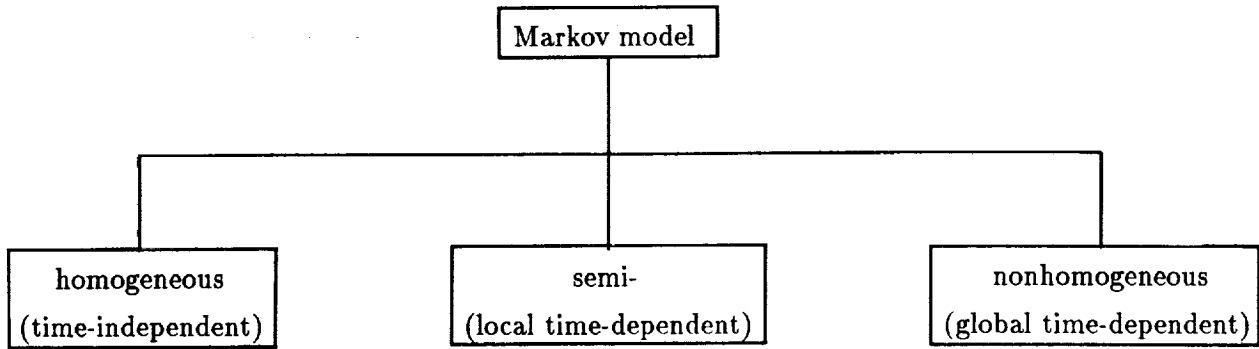 Markov model
homogeneous
(time-independent)
semi-
(local time-dependent)
nonhomogeneous
(global time-dependent)